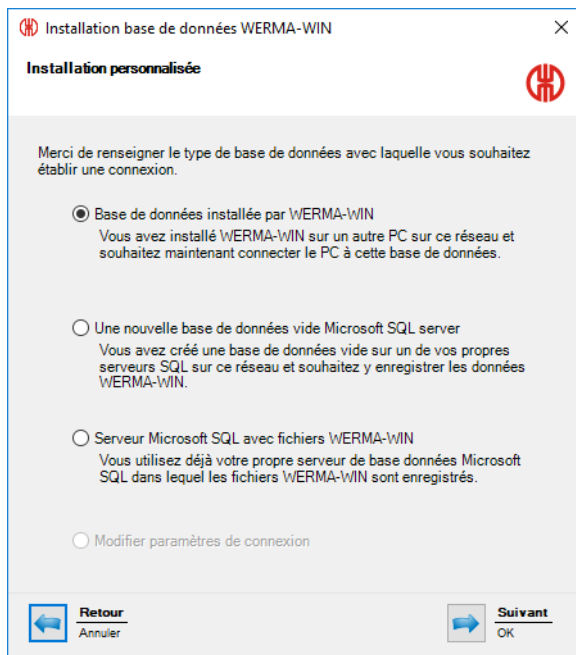 Installation base de données WERMA-WIN
Installation personnalisée
Merci de renseigner le type de base de données avec laquelle vous souhaitez
établir une connexion.
Base de données installée par WERMA-WIN
Vous avez installé WERMA-WIN sur un autre PC sur ce réseau et
souhaitez maintenant connecter le PC à cette base de données.
Une nouvelle base de données vide Microsoft SQL server
Vous avez créé une base de données vide sur un de vos propres
serveurs SQL sur ce réseau et souhaitez y enregistrer les données
WERMA-WIN.
Serveur Microsoft SQL avec fichiers WERMA-WIN
Vous utilisez déjà votre propre serveur de base données Microsoft
SQL dans lequel les fichiers WERMA-WIN sont enregistrés.
Modifier paramètres de connexion
Retour
Annuler
Suivant
OK